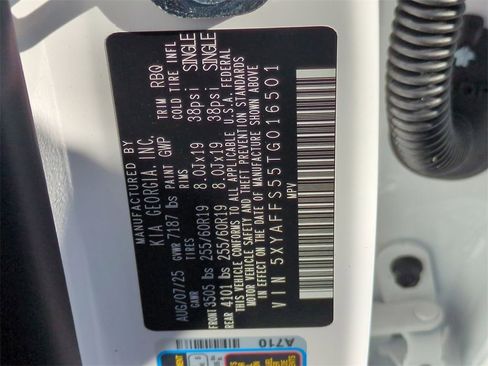 MANUFACTURED BY
KIA GEORGIA, INC.
AUG/07/25 PAINT GWP TRIM RBQ
GVWR 7187 lbs
GAWR TIRES RIMS COLD TIRE INFL
FRONT 3505 lbs 255/60R19 8.0Jx19 38psi SINGLE
REAR 4101 lbs 255/60R19 8.0Jx19 38psi SINGLE
THIS VEHICLE CONFORMS TO ALL APPLICABLE U.S.A. FEDERAL
MOTOR VEHICLE SAFETY AND THEFT PREVENTION STANDARDS
IN EFFECT ON THE DATE OF MANUFACTURE SHOWN ABOVE
VIN 5XYAFFS55TG016501
MPV
A710